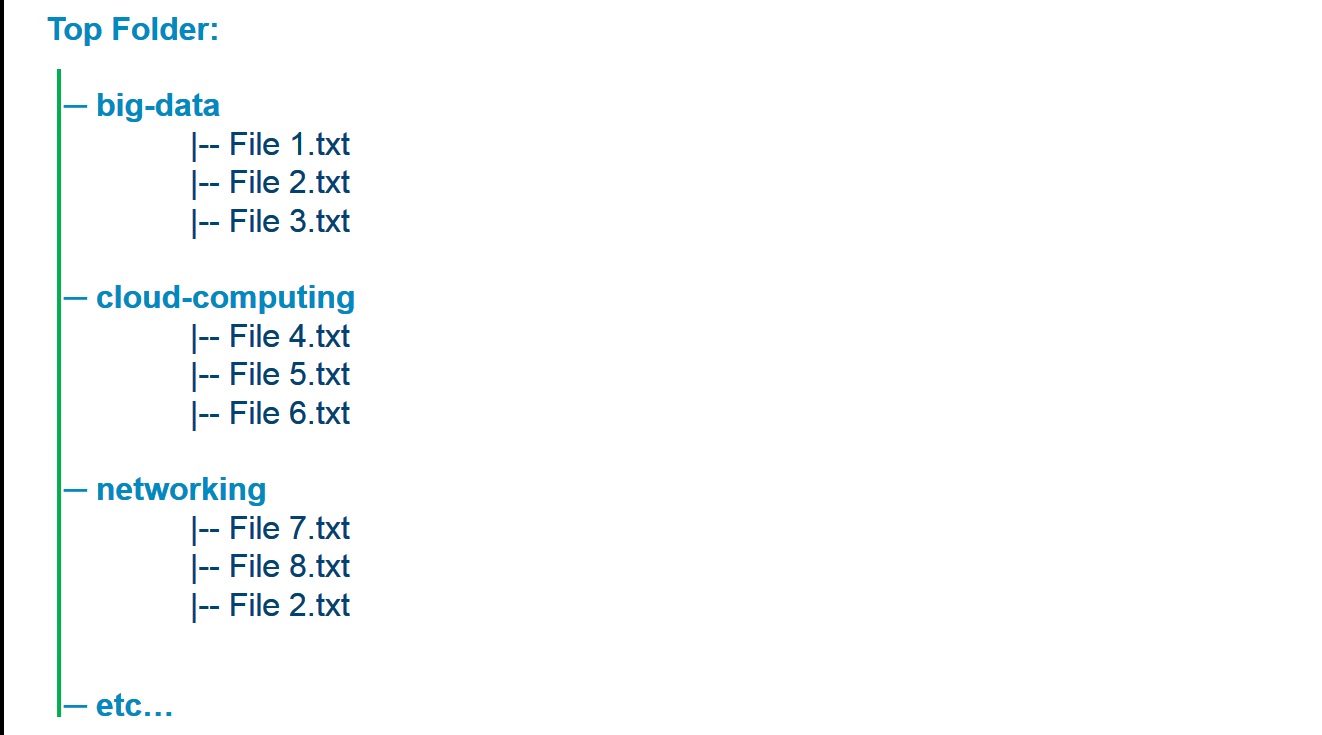 Top Folder:
— big-data
|-- File 1.txt
|-- File 2.txt
|-- File 3.txt
— cloud-computing
|-- File 4.txt
|-- File 5.txt
|-- File 6.txt
— networking
|-- File 7.txt
|-- File 8.txt
|-- File 2.txt
— etc…